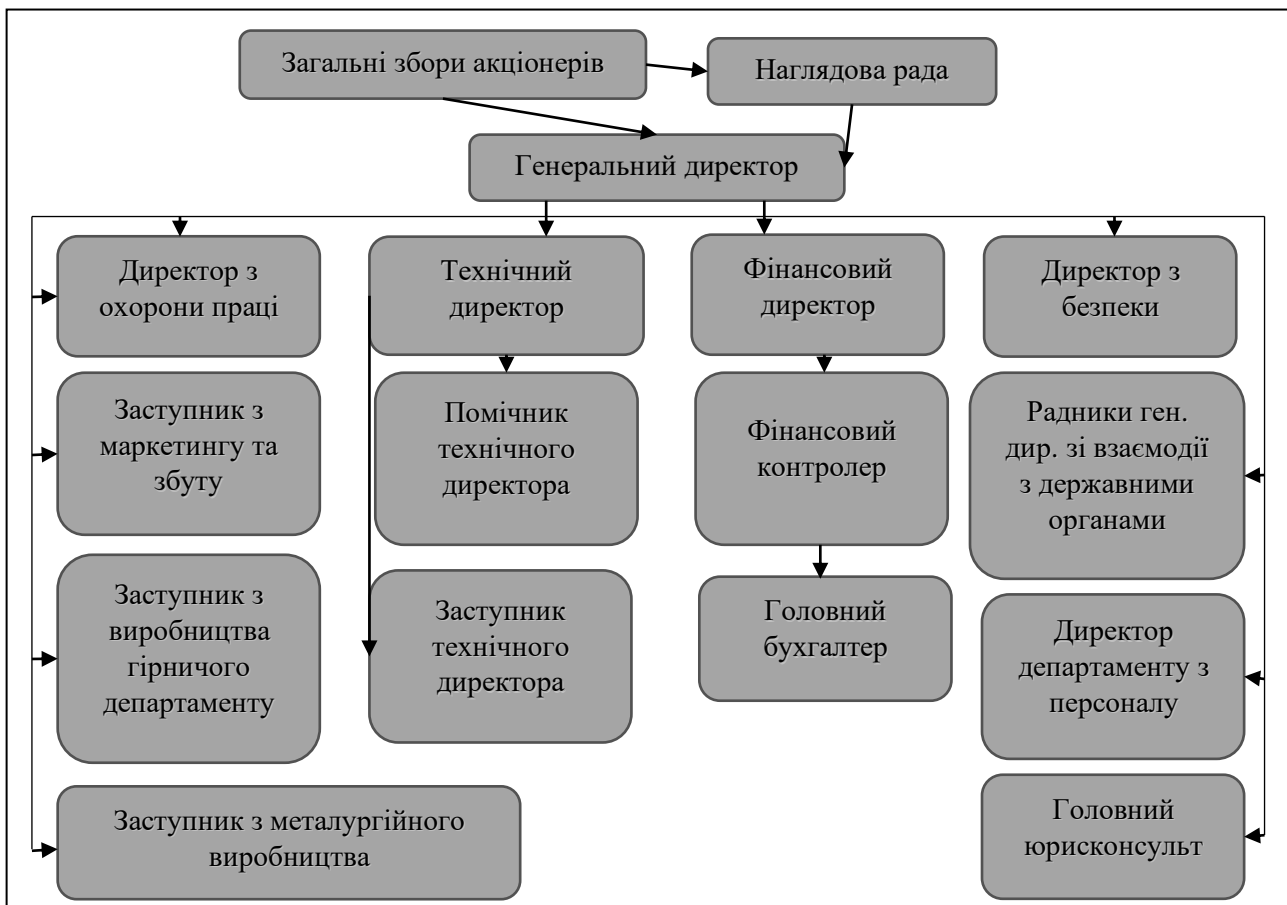 Загальні збори акціонерів
Наглядова рада
Генеральний директор
Директор з
охорони праці
Технічний
директор
Фінансовий
директор
Директор з
безпеки
Заступник з
маркетингу та
збуту
Помічник
технічного
директора
Фінансовий
контролер
Радники ген.
дир. зі взаємодії
з державними
органами
Заступник з
виробництва
гірничого
департаменту
Заступник
технічного
директора
Головний
бухгалтер
Директор
департаменту з
персоналу
Заступник з металургійного
виробництва
Головний
юрисконсульт